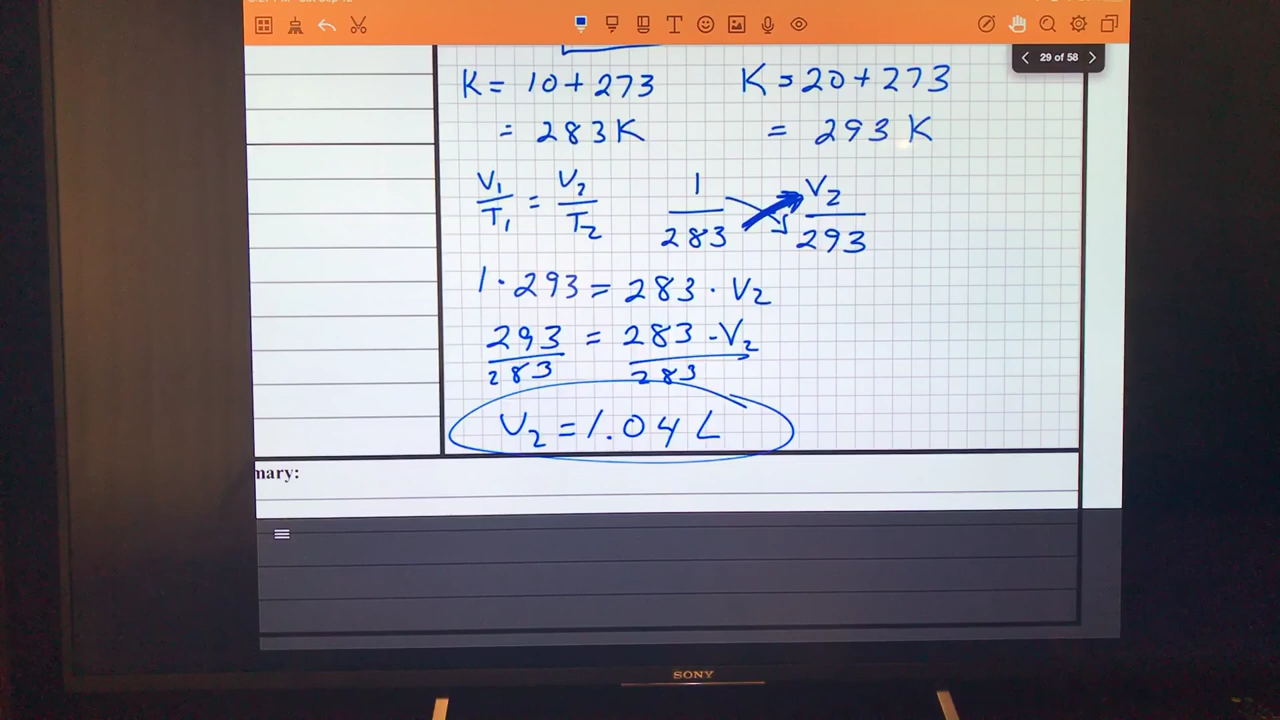 29 of 58
K = 10 + 273
= 283 K
K = 20 + 273
= 293 K
V₁/T₁ = V₂/T₂
1/283 V₂/293
1 · 293 = 283 · V₂
293/283 = 283 · V₂/283
V₂ = 1.04 L
mary:
SONY